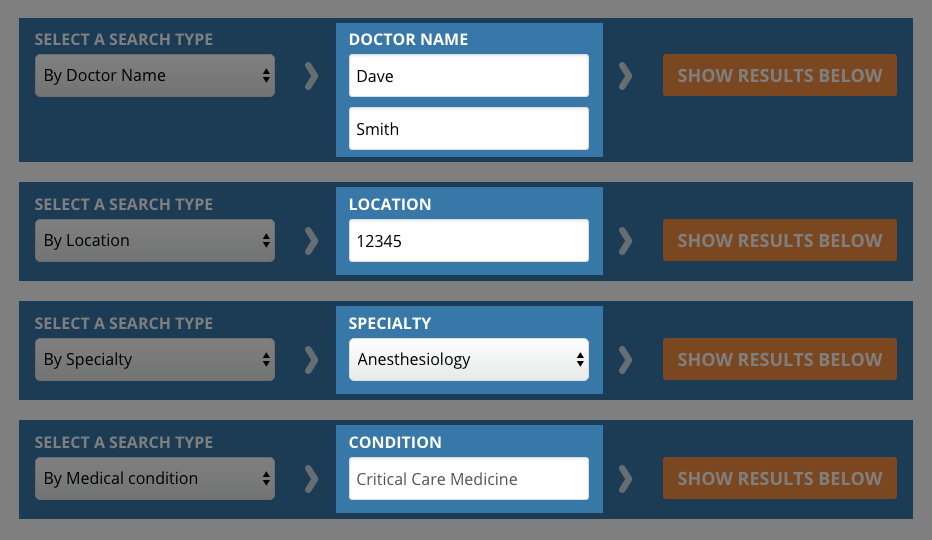 SELECT A SEARCH TYPE
DOCTOR NAME
By Doctor Name
Dave
SHOW RESULTS BELOW
Smith
SELECT A SEARCH TYPE
LOCATION
By Location
12345
SHOW RESULTS BELOW
SELECT A SEARCH TYPE
SPECIALTY
By Specialty
Anesthesiology
SHOW RESULTS BELOW
SELECT A SEARCH TYPE
CONDITION
By Medical condition
Critical Care Medicine
SHOW RESULTS BELOW